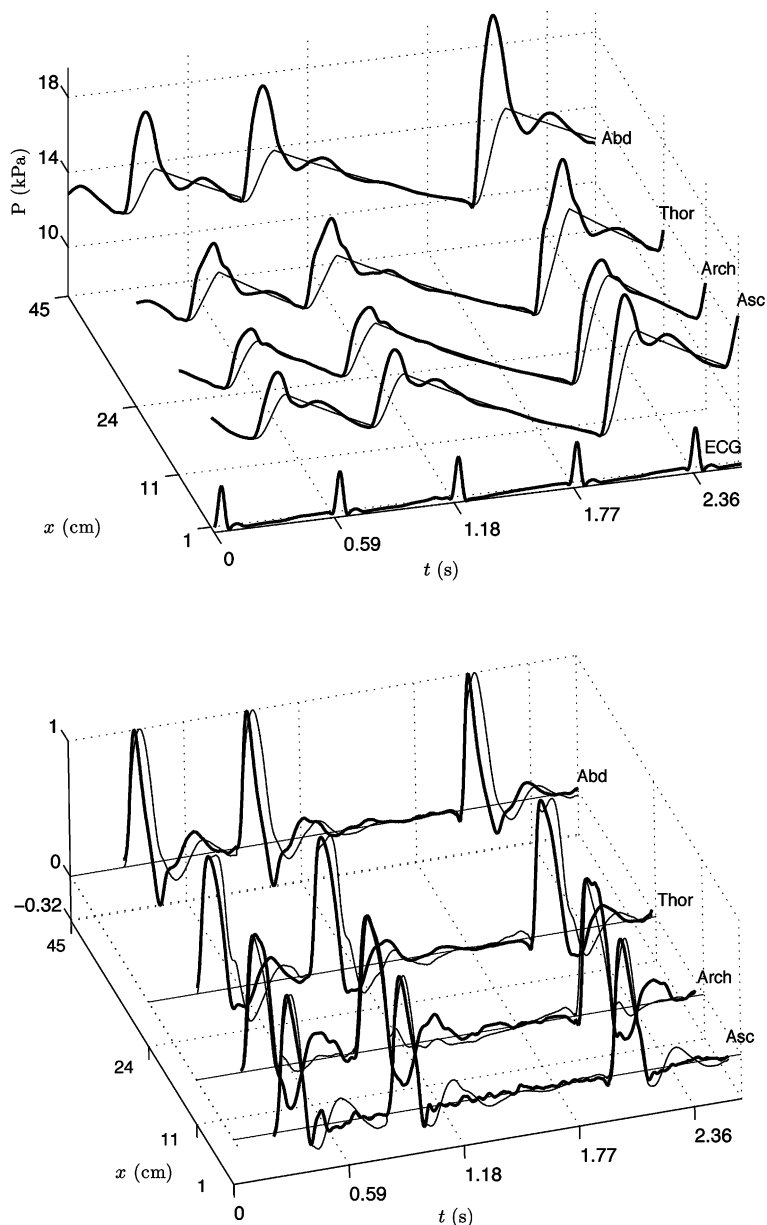 18
14
10
P (kPa)
Abd
Thor
Arch
Asc
ECG
45
24
11
1
x (cm)
0
0.59
1.18
1.77
2.36
t (s)
1
0
−0.32
45
24
11
1
x (cm)
Abd
Thor
Arch
Asc
0
0.59
1.18
1.77
2.36
t (s)